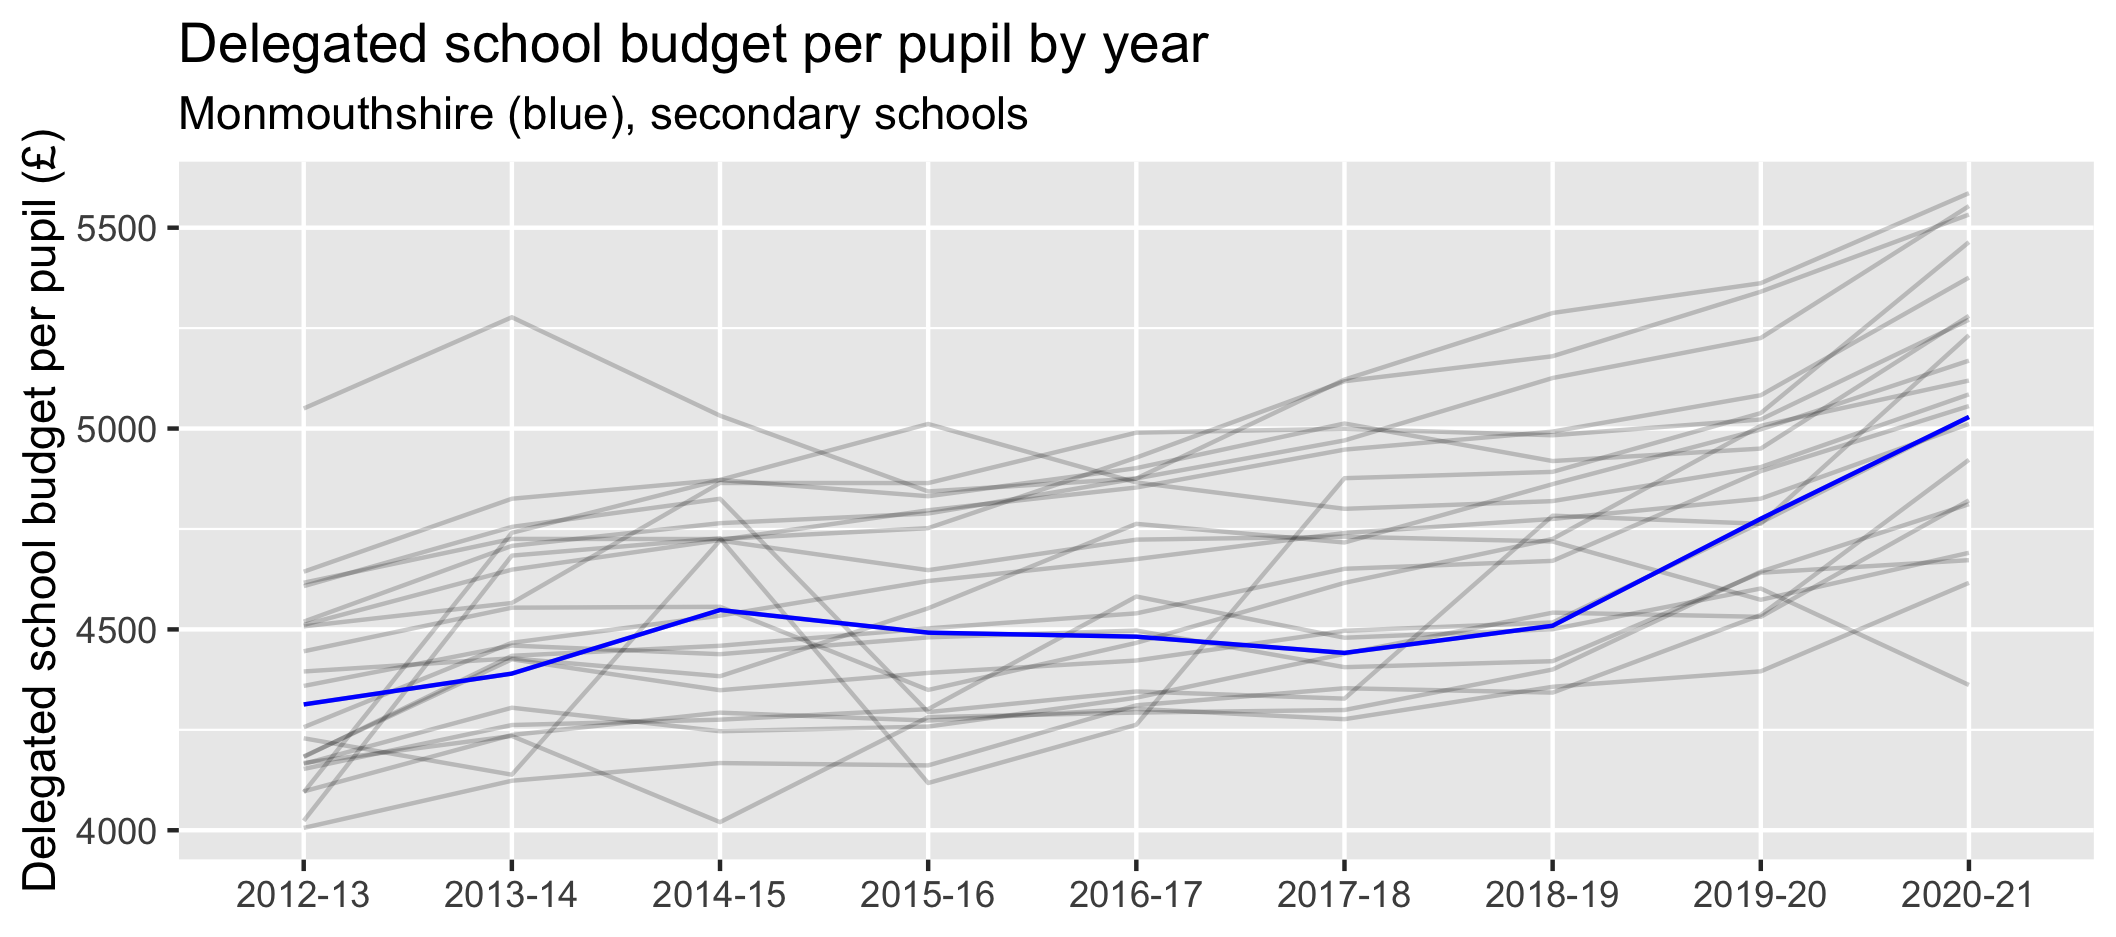 Delegated school budget per pupil by year
Monmouthshire (blue), secondary schools
Delegated school budget per pupil (£)
5500
5000
4500
4000
2012-13 2013-14 2014-15 2015-16 2016-17 2017-18 2018-19 2019-20 2020-21